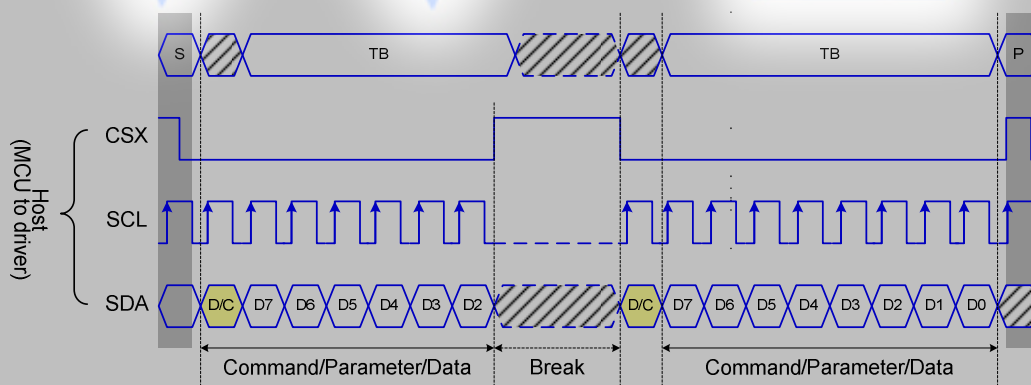 S TB TB P
CSX
Host
(MCU to driver)
SCL
SDA D/C D7 D6 D5 D4 D3 D2 D/C D7 D6 D5 D4 D3 D2 D1 D0
Command/Parameter/Data Break Command/Parameter/Data